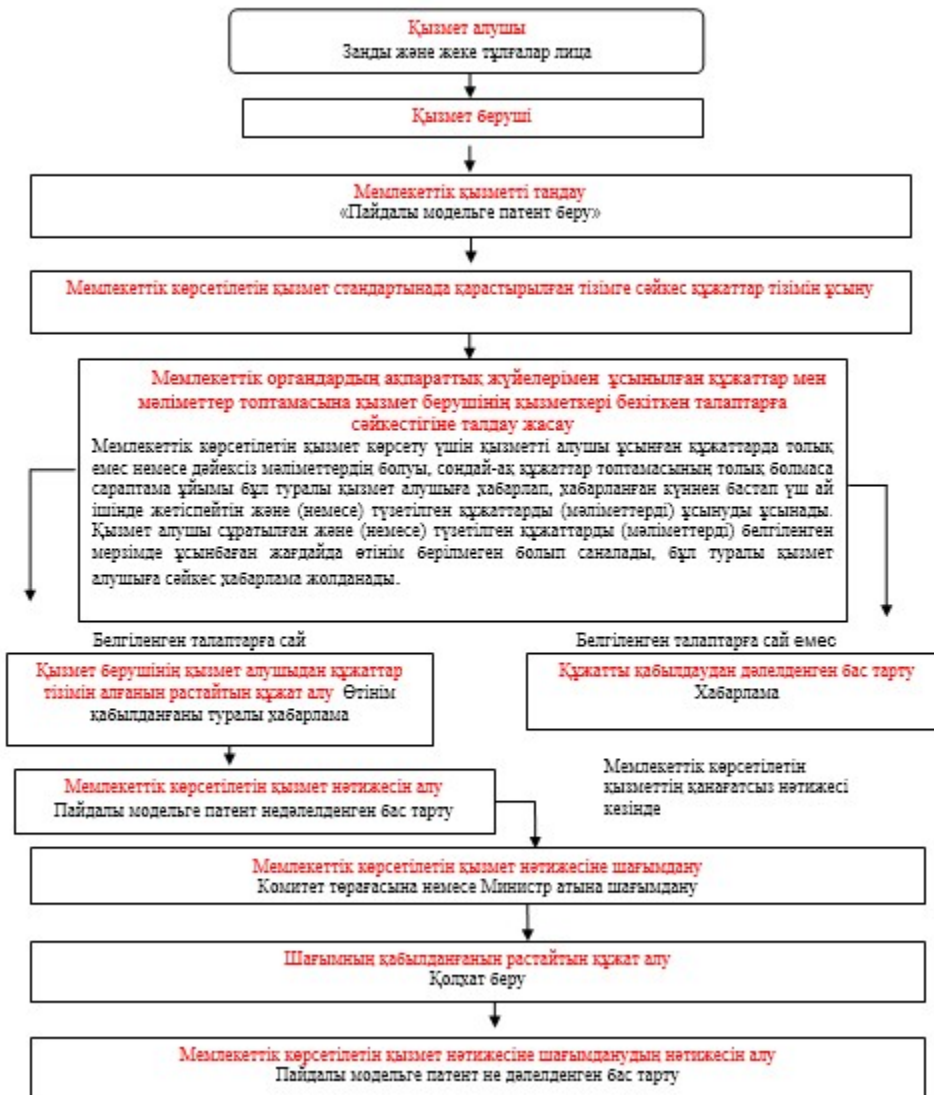 Қызмет алушы
Заңды және жеке тұлғалар лица
Қызмет беруші
Мемлекеттік қызметті таңдау
«Пайдалы модельге патент беру»
Мемлекеттік көрсетілетін қызмет стандартынада қарастырылған тізімге сәйкес құжаттар тізімін ұсыну
Мемлекеттік органдардың ақпараттық жүйелерімен ұсынылған құжаттар мен
мәліметтер топтамасына қызмет берушінің қызметкері бекіткен талаптарға
сәйкестігіне талдау жасау
Мемлекеттік көрсетілетін қызмет көрсету үшін қызметті алушы ұсынған құжаттарда толық
емес немесе дәйексіз мәліметтердің болуы, сондай-ақ құжаттар топтамасының толық болмаса
сараптама ұйымы бұл туралы қызмет алушыға хабарлап, хабарланған күннен бастап үш ай
ішінде жетіспейтін және (немесе) түзетілген құжаттарды (мәліметтерді) ұсынуды ұсынады.
Қызмет алушы сұратылған және (немесе) түзетілген құжаттарды (мәліметтерді) белгіленген
мерзімде ұсынбаған жағдайда өтінім берілмеген болып саналады, бұл туралы қызмет
алушыға сәйкес хабарлама жолданады.
Белгіленген талаптарға сай
Белгіленген талаптарға сай емес
Қызмет берушінің қызмет алушыдан құжаттар
тізімін алғанын растайтын құжат алу Өтінім
қабылданғаны туралы хабарлама
Құжатты қабылдаудан дәлелденген бас тарту
Хабарлама
Мемлекеттік көрсетілетін қызмет нәтижесін алу
Пайдалы модельге патент недәлелденген бас тарту
Мемлекеттік көрсетілетін
қызметтің қанағатсыз нәтижесі
кезінде
Мемлекеттік көрсетілетін қызмет нәтижесіне шағымдану
Комитет төрағасына немесе Министр атына шағымдану
Шағымның қабылданғанын растайтын құжат алу
Қолхат беру
Мемлекеттік көрсетілетін қызмет нәтижесіне шағымданудың нәтижесін алу
Пайдалы модельге патент не дәлелденген бас тарту